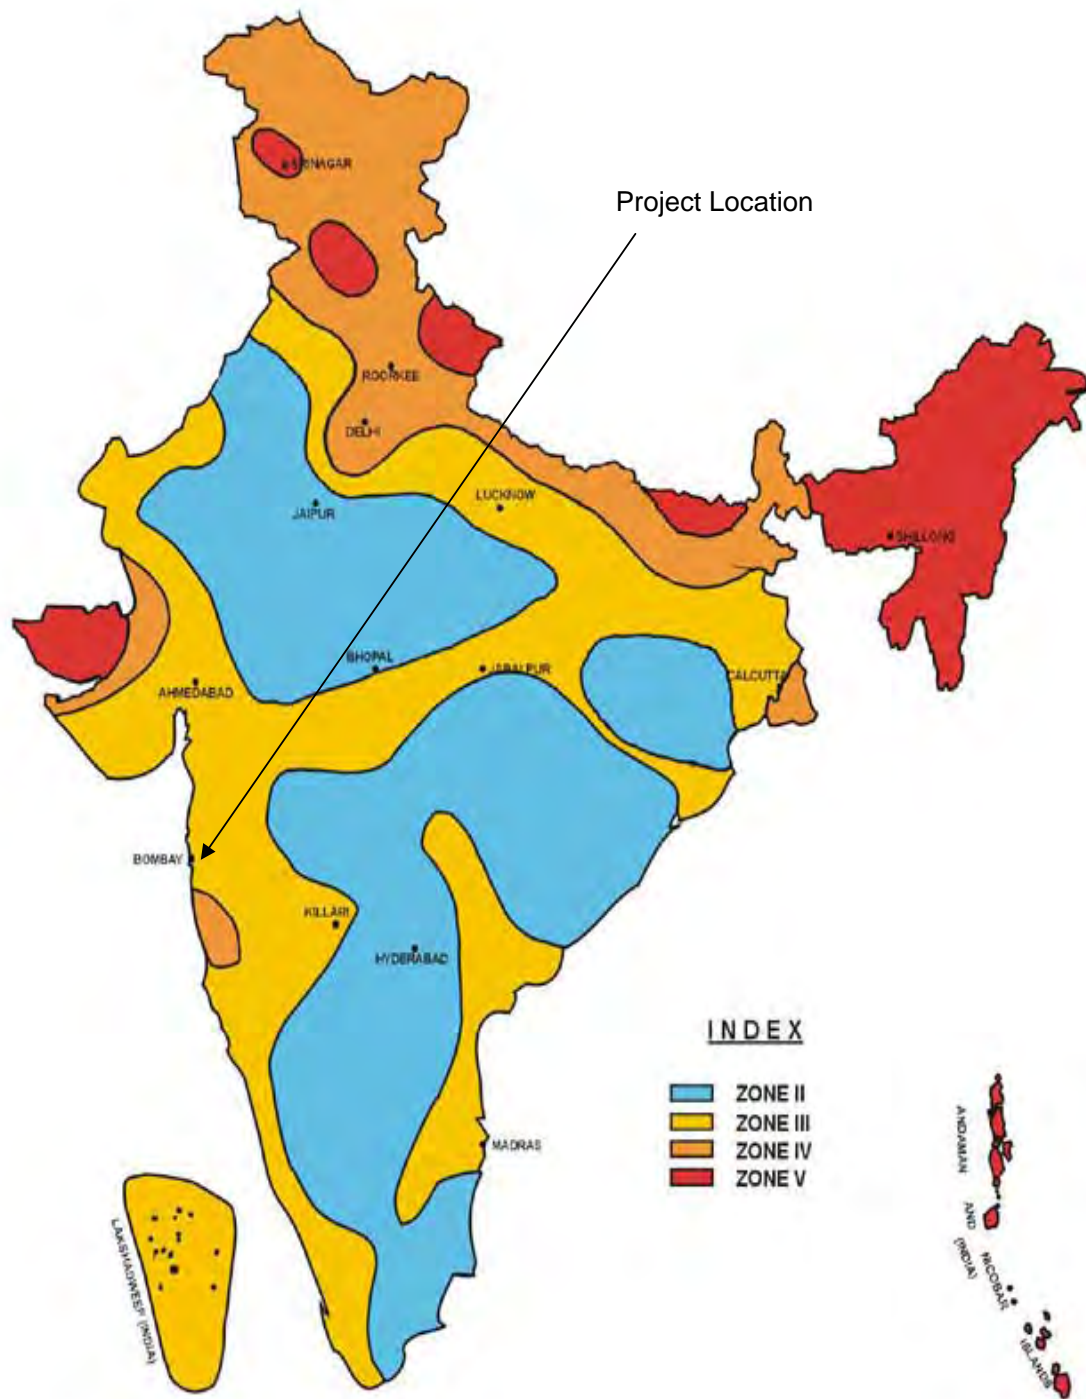 SRINAGAR
Project Location
ROORKEE
DELHI
LUCKNOW
JAIPUR
SHILLONG
BHOPAL
JABALPUR
CALCUTTA
AHMEDABAD
BOMBAY
KILLARI
HYDERABAD
INDEX
ZONE II
ZONE III
ZONE IV
ZONE V
MADRAS
LAKSHADWEEP (INDIA)
ANDAMAN
AND
(INDIA)
NICOBAR
ISLANDS